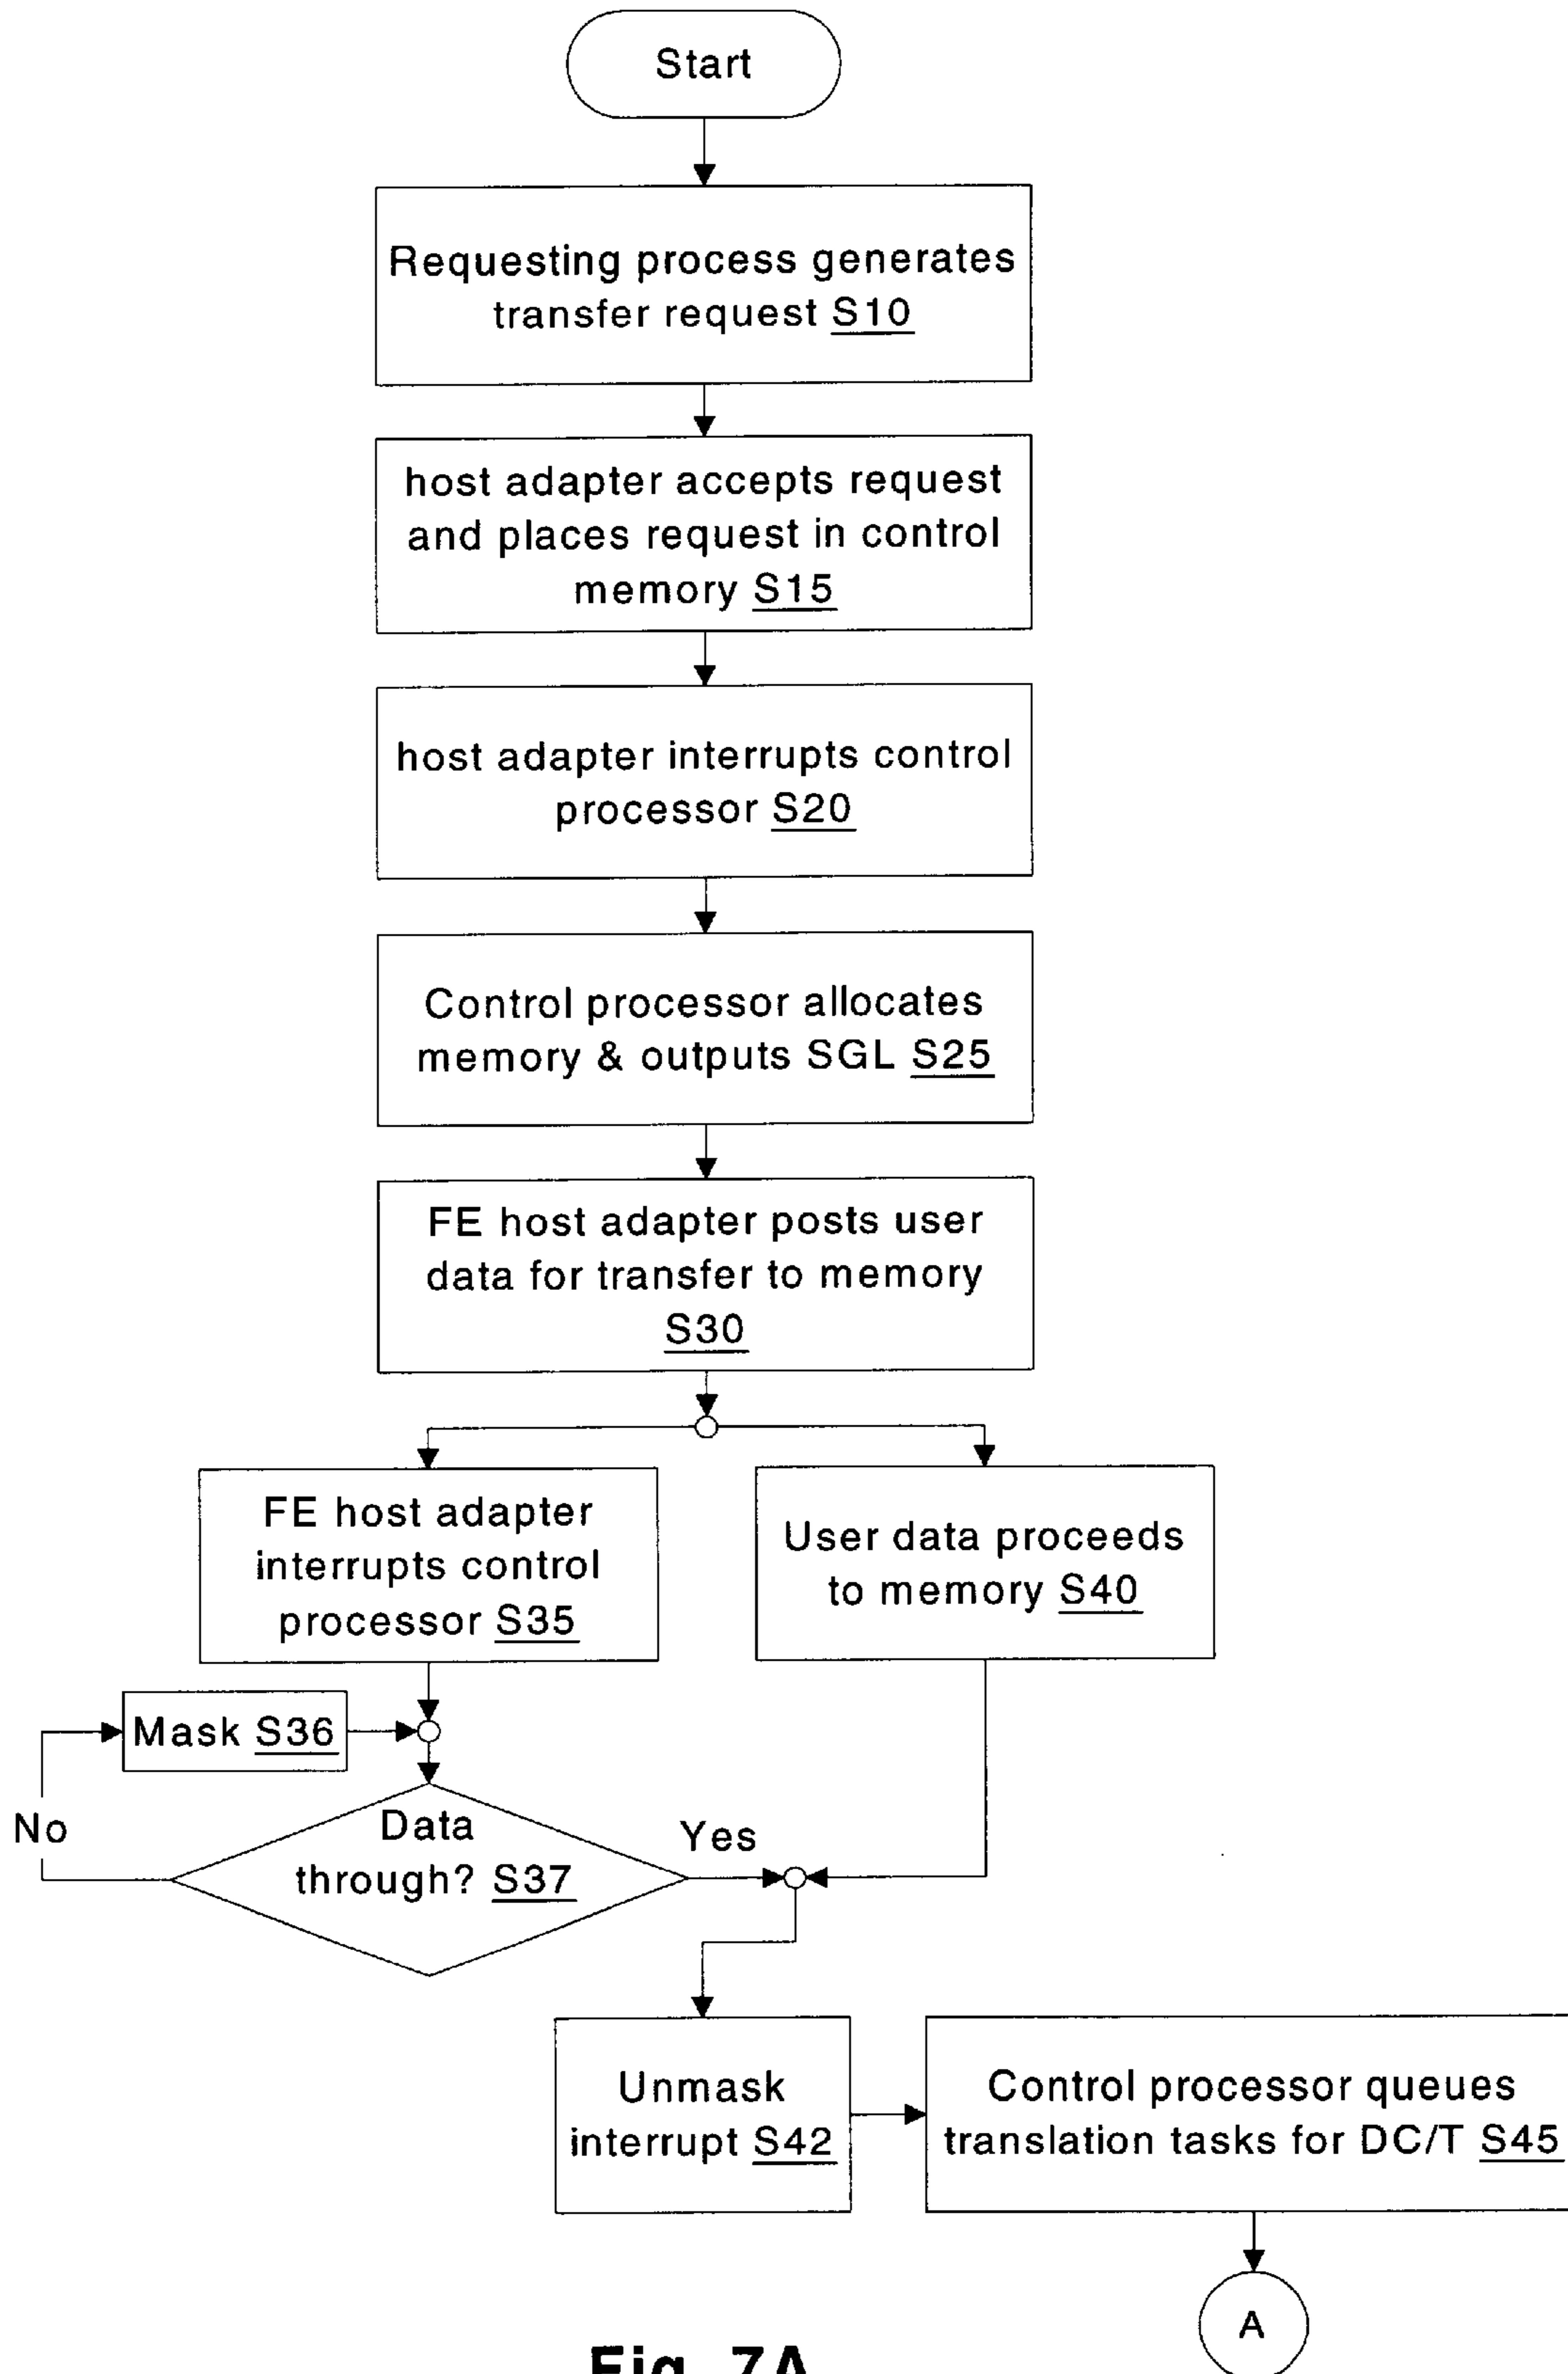 Start
Requesting process generates
transfer request S10
host adapter accepts request
and places request in control
memory S15
host adapter interrupts control
processor S20
Control processor allocates
memory & outputs SGL S25
FE host adapter posts user
data for transfer to memory
S30
FE host adapter
interrupts control
processor S35
User data proceeds
to memory S40
Mask S36
No
Data
through? S37
Yes
Unmask
interrupt S42
Control processor queues
translation tasks for DC/T S45
A
Fig. 7A